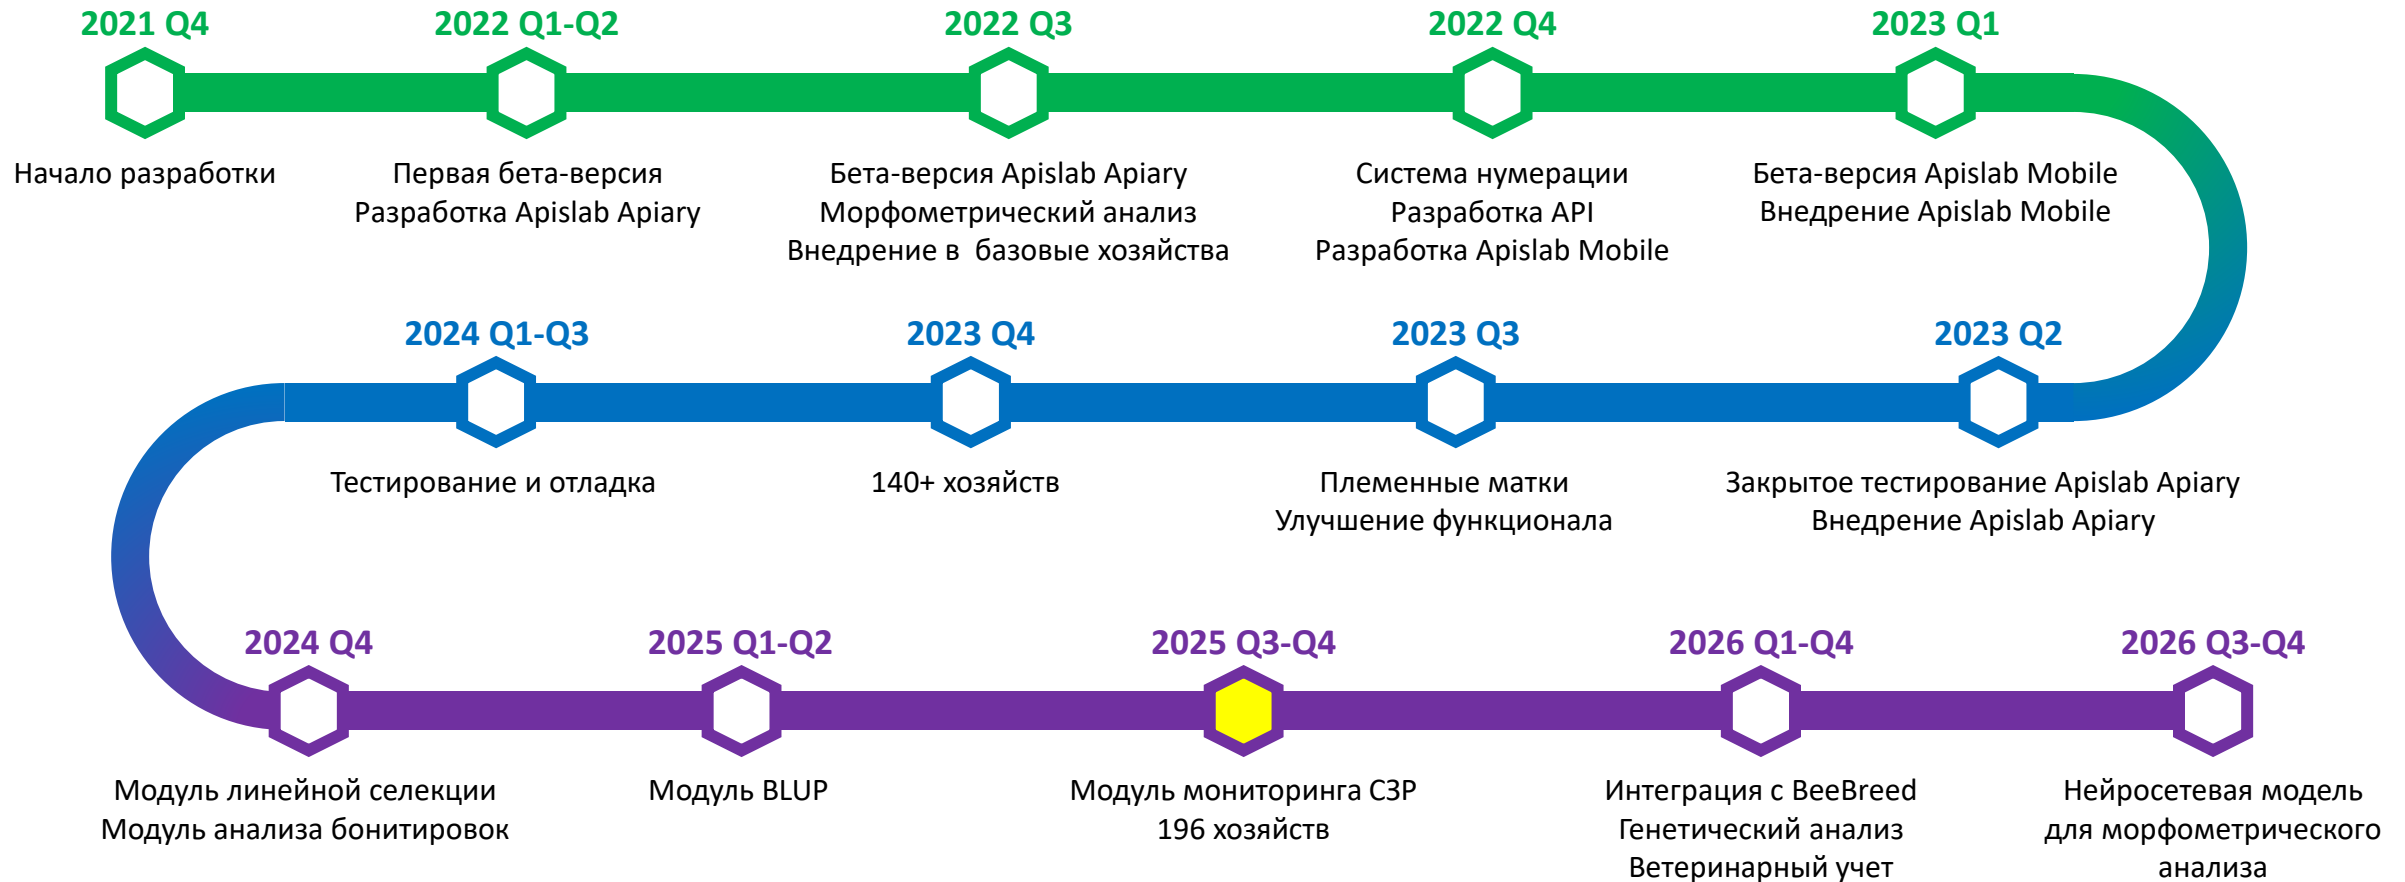 2021 Q4
Начало разработки
2022 Q1-Q2
Первая бета-версия
Разработка Apislab Apiary
2022 Q3
Бета-версия Apislab Apiary
Морфометрический анализ
Внедрение в базовые хозяйства
2022 Q4
Система нумерации
Разработка API
Разработка Apislab Mobile
2023 Q1
Бета-версия Apislab Mobile
Внедрение Apislab Mobile
2023 Q2
Закрытое тестирование Apislab Apiary
Внедрение Apislab Apiary
2023 Q3
Племенные матки
Улучшение функционала
2023 Q4
140+ хозяйств
2024 Q1-Q3
Тестирование и отладка
2024 Q4
Модуль линейной селекции
Модуль анализа бонитировок
2025 Q1-Q2
Модуль BLUP
2025 Q3-Q4
Модуль мониторинга СЗР
196 хозяйств
2026 Q1-Q4
Интеграция с BeeBreed
Генетический анализ
Ветеринарный учет
2026 Q3-Q4
Нейросетевая модель
для морфометрического
анализа